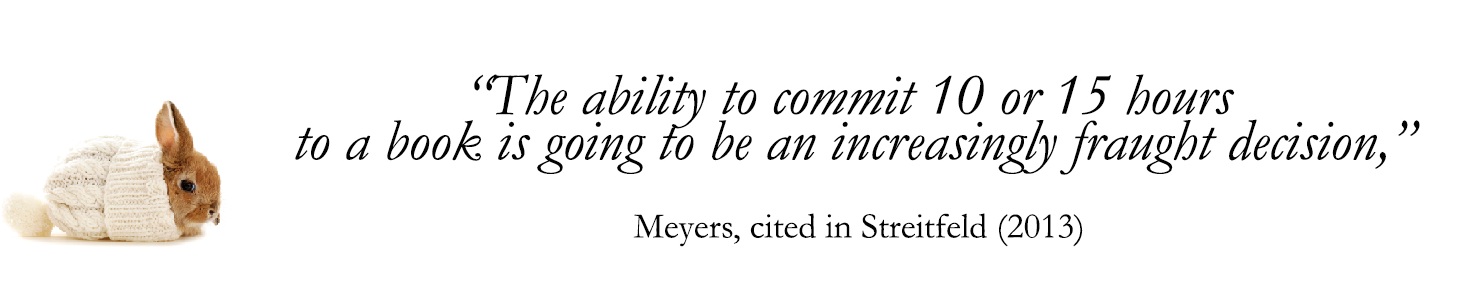 “The ability to commit 10 or 15 hours
to a book is going to be an increasingly fraught decision,”
Meyers, cited in Streitfeld (2013)